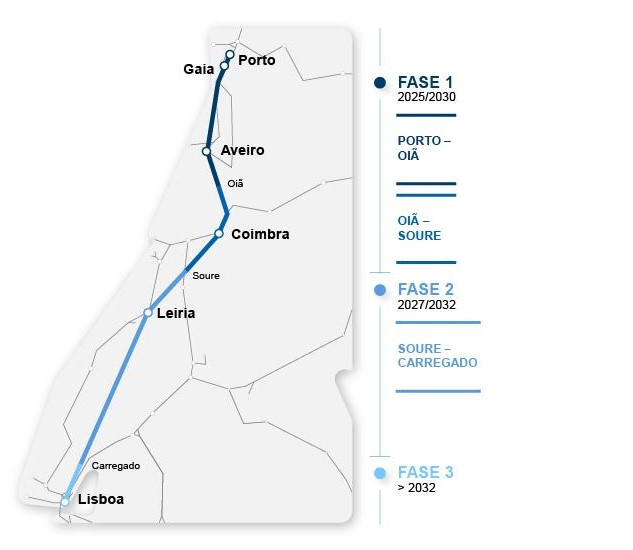 Porto
Gaia
Aveiro
Oiã
Coimbra
Soure
Leiria
Carregado
Lisboa
FASE 1
2025/2030
PORTO –
OIÃ
OIÃ –
SOURE
FASE 2
2027/2032
SOURE –
CARREGADO
FASE 3
> 2032